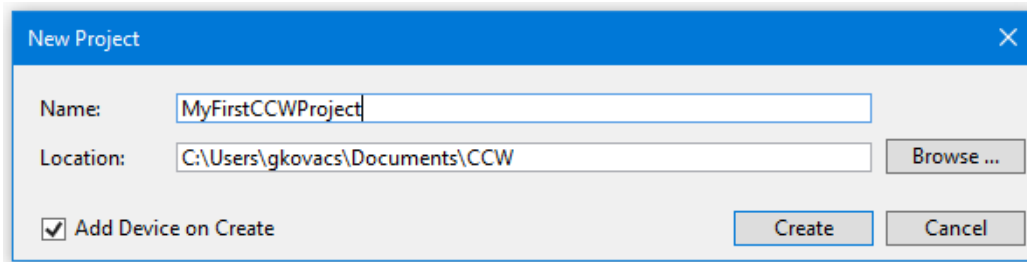 New Project
Name: MyFirstCCWProject
Location: C:\Users\gkovacs\Documents\CCW Browse ...
Add Device on Create Create Cancel